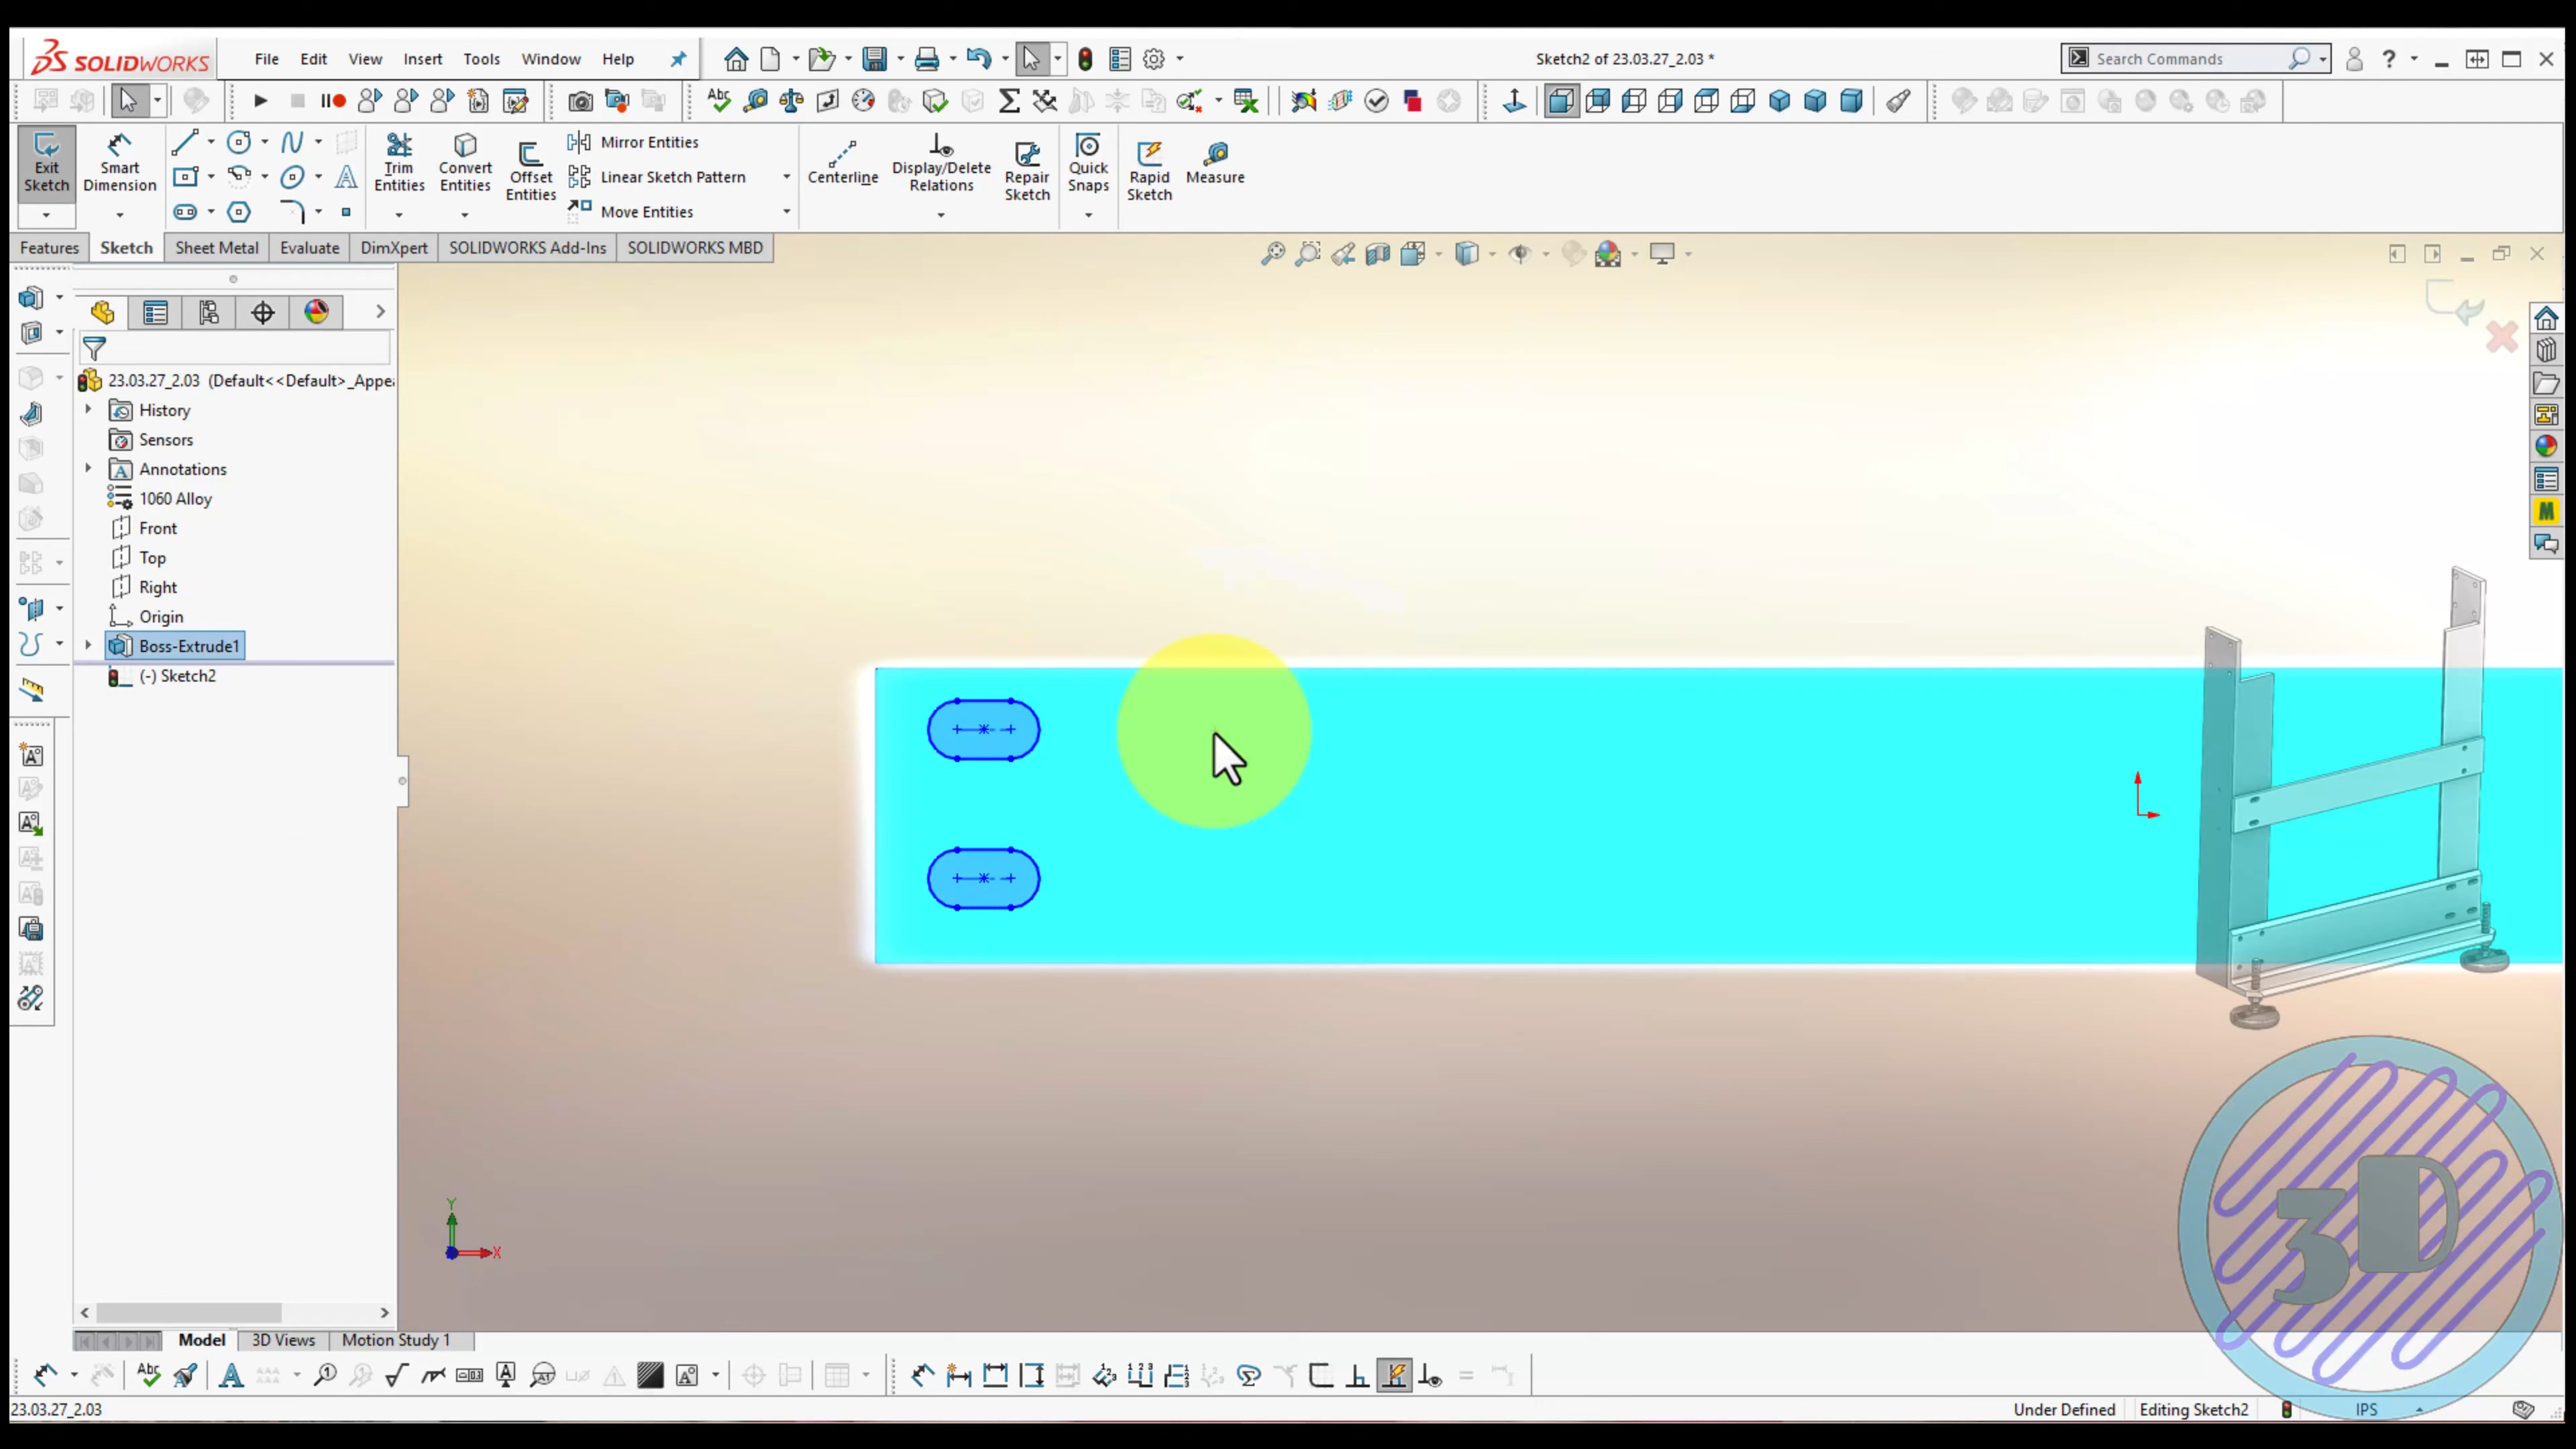 SOLIDWORKS
File Edit View Insert Tools Window Help
Sketch2 of 23.03.27_2.03 *
Search Commands
Exit Sketch
Smart Dimension
Trim Entities
Convert Entities
Offset Entities
Mirror Entities
Linear Sketch Pattern
Move Entities
Centerline
Display/Delete Relations
Repair Sketch
Quick Snaps
Rapid Sketch
Measure
Features Sketch Sheet Metal Evaluate DimXpert SOLIDWORKS Add-Ins SOLIDWORKS MBD
23.03.27_2.03 (Default<<Default>_Appea
History
Sensors
Annotations
1060 Alloy
Front
Top
Right
Origin
Boss-Extrude1
(-) Sketch2
Y
X
3D
Model 3D Views Motion Study 1
23.03.27_2.03
Under Defined Editing Sketch2 IPS